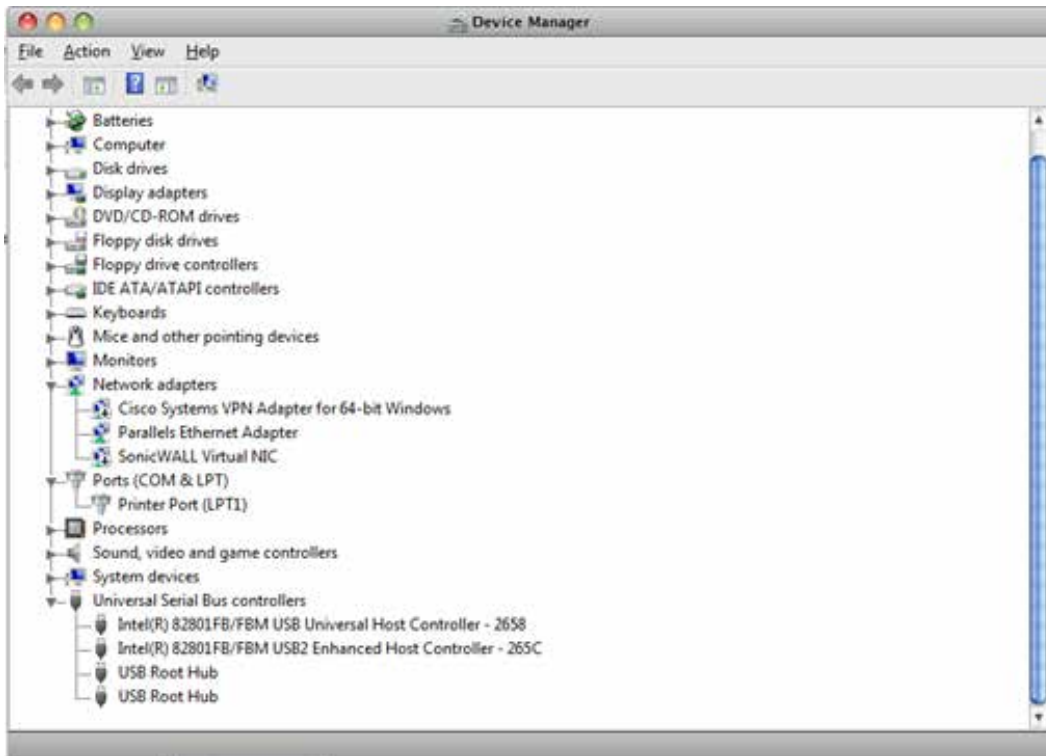 Device Manager
File Action View Help
Batteries
Computer
Disk drives
Display adapters
DVD/CD-ROM drives
Floppy disk drives
Floppy drive controllers
IDE ATA/ATAPI controllers
Keyboards
Mice and other pointing devices
Monitors
Network adapters
Cisco Systems VPN Adapter for 64-bit Windows
Parallels Ethernet Adapter
SonicWALL Virtual NIC
Ports (COM & LPT)
Printer Port (LPT1)
Processors
Sound, video and game controllers
System devices
Universal Serial Bus controllers
Intel(R) 82801FB/FBM USB Universal Host Controller - 2658
Intel(R) 82801FB/FBM USB2 Enhanced Host Controller - 265C
USB Root Hub
USB Root Hub